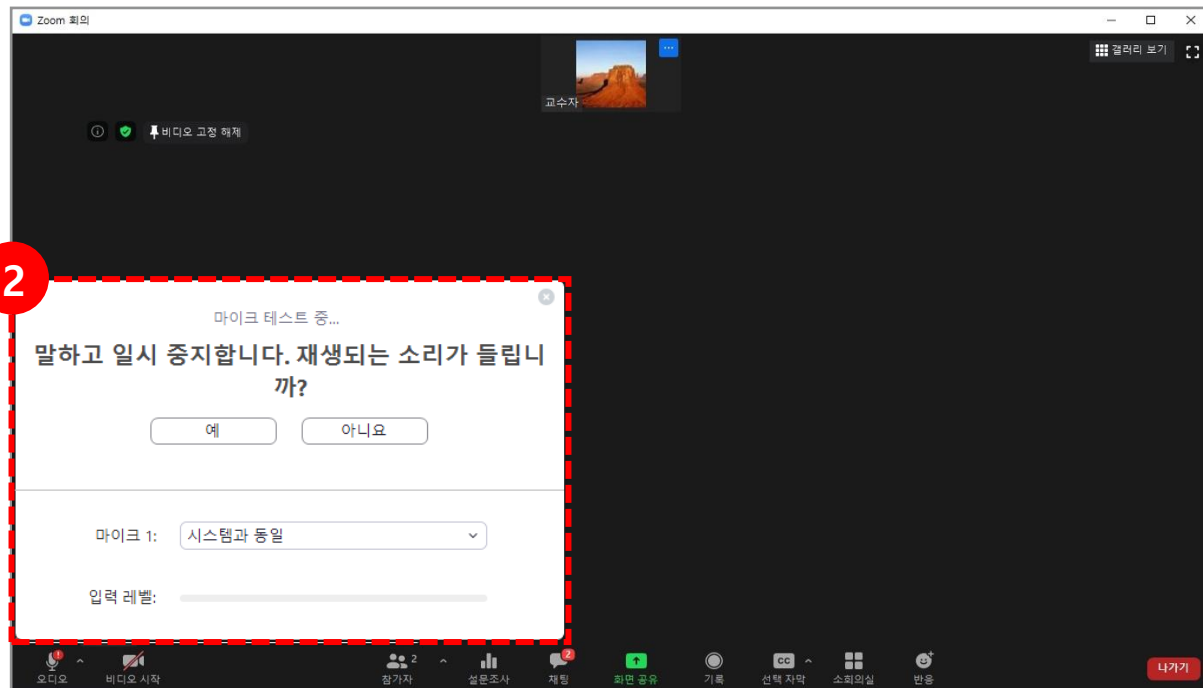 Zoom 회의
갤러리 보기
교수자
비디오 고정 해제
2
마이크 테스트 중...
말하고 일시 중지합니다. 재생되는 소리가 들립니
까?
예 아니요
마이크 1: 시스템과 동일
입력 레벨:
! 2 2 CC
오디오 비디오 시작 참가자 설문조사 채팅 화면 공유 기록 선택 자막 소회의실 반응 나가기